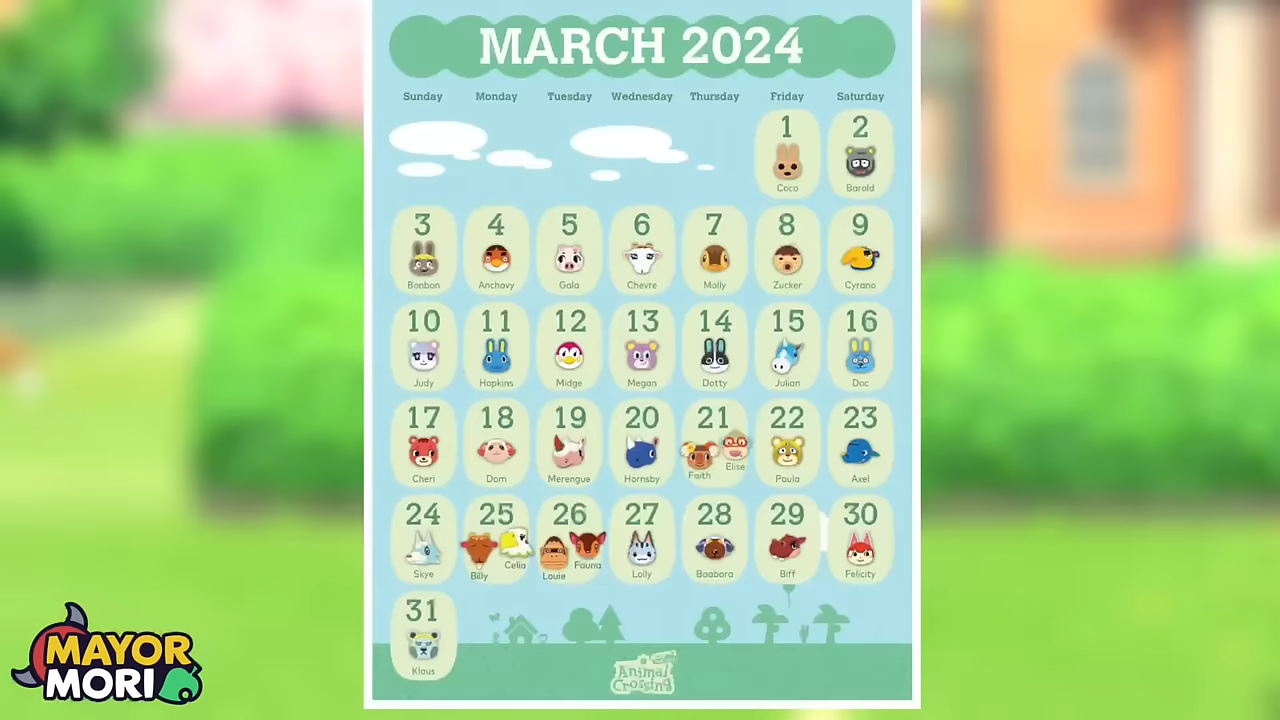 MARCH 2024
Sunday Monday Tuesday Wednesday Thursday Friday Saturday
1 2
Coco Barold
3 4 5 6 7 8 9
Bonbon Anchovy Gala Chevre Molly Zucker Cyrano
10 11 12 13 14 15 16
Judy Hopkins Midge Megan Dotty Julian Doc
17 18 19 20 21 22 23
Cheri Dom Merengue Hornsby Faith Elise Paula Axel
24 25 26 27 28 29 30
Skye Billy Celia Louie Fauna Lolly Baabara Biff Felicity
31
Klaus
Animal
Crossing
MAYOR
MORI